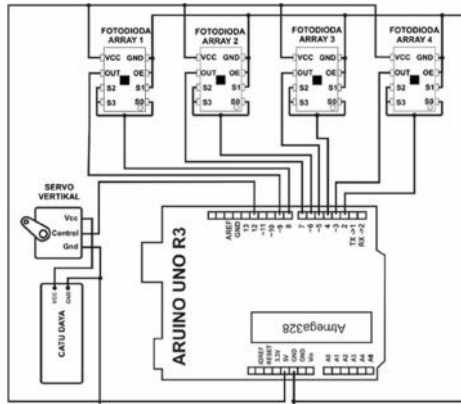 FOTODIODA ARRAY 1
FOTODIODA ARRAY 2
FOTODIODA ARRAY 3
FOTODIODA ARRAY 4
VCC GND
OUT OE
S2 S1
S3 S0
VCC GND
OUT OE
S2 S1
S3 S0
VCC GND
OUT OE
S2 S1
S3 S0
VCC GND
OUT OE
S2 S1
S3 S0
SERVO
VERTIKAL
Vcc
Control
Gnd
VCC
GND
CATU DAYA
ARUINO UNO R3
AREF
GND
13
12
~11
~10
~9
8
7
~6
~5
4
~3
2
TX->1
RX->2
Atmega328
IOREF
RESET
3.3V
5V
GND
GND
Vin
A0
A1
A2
A3
A4